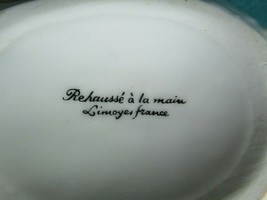 Rehaussé à la main
Limoges france